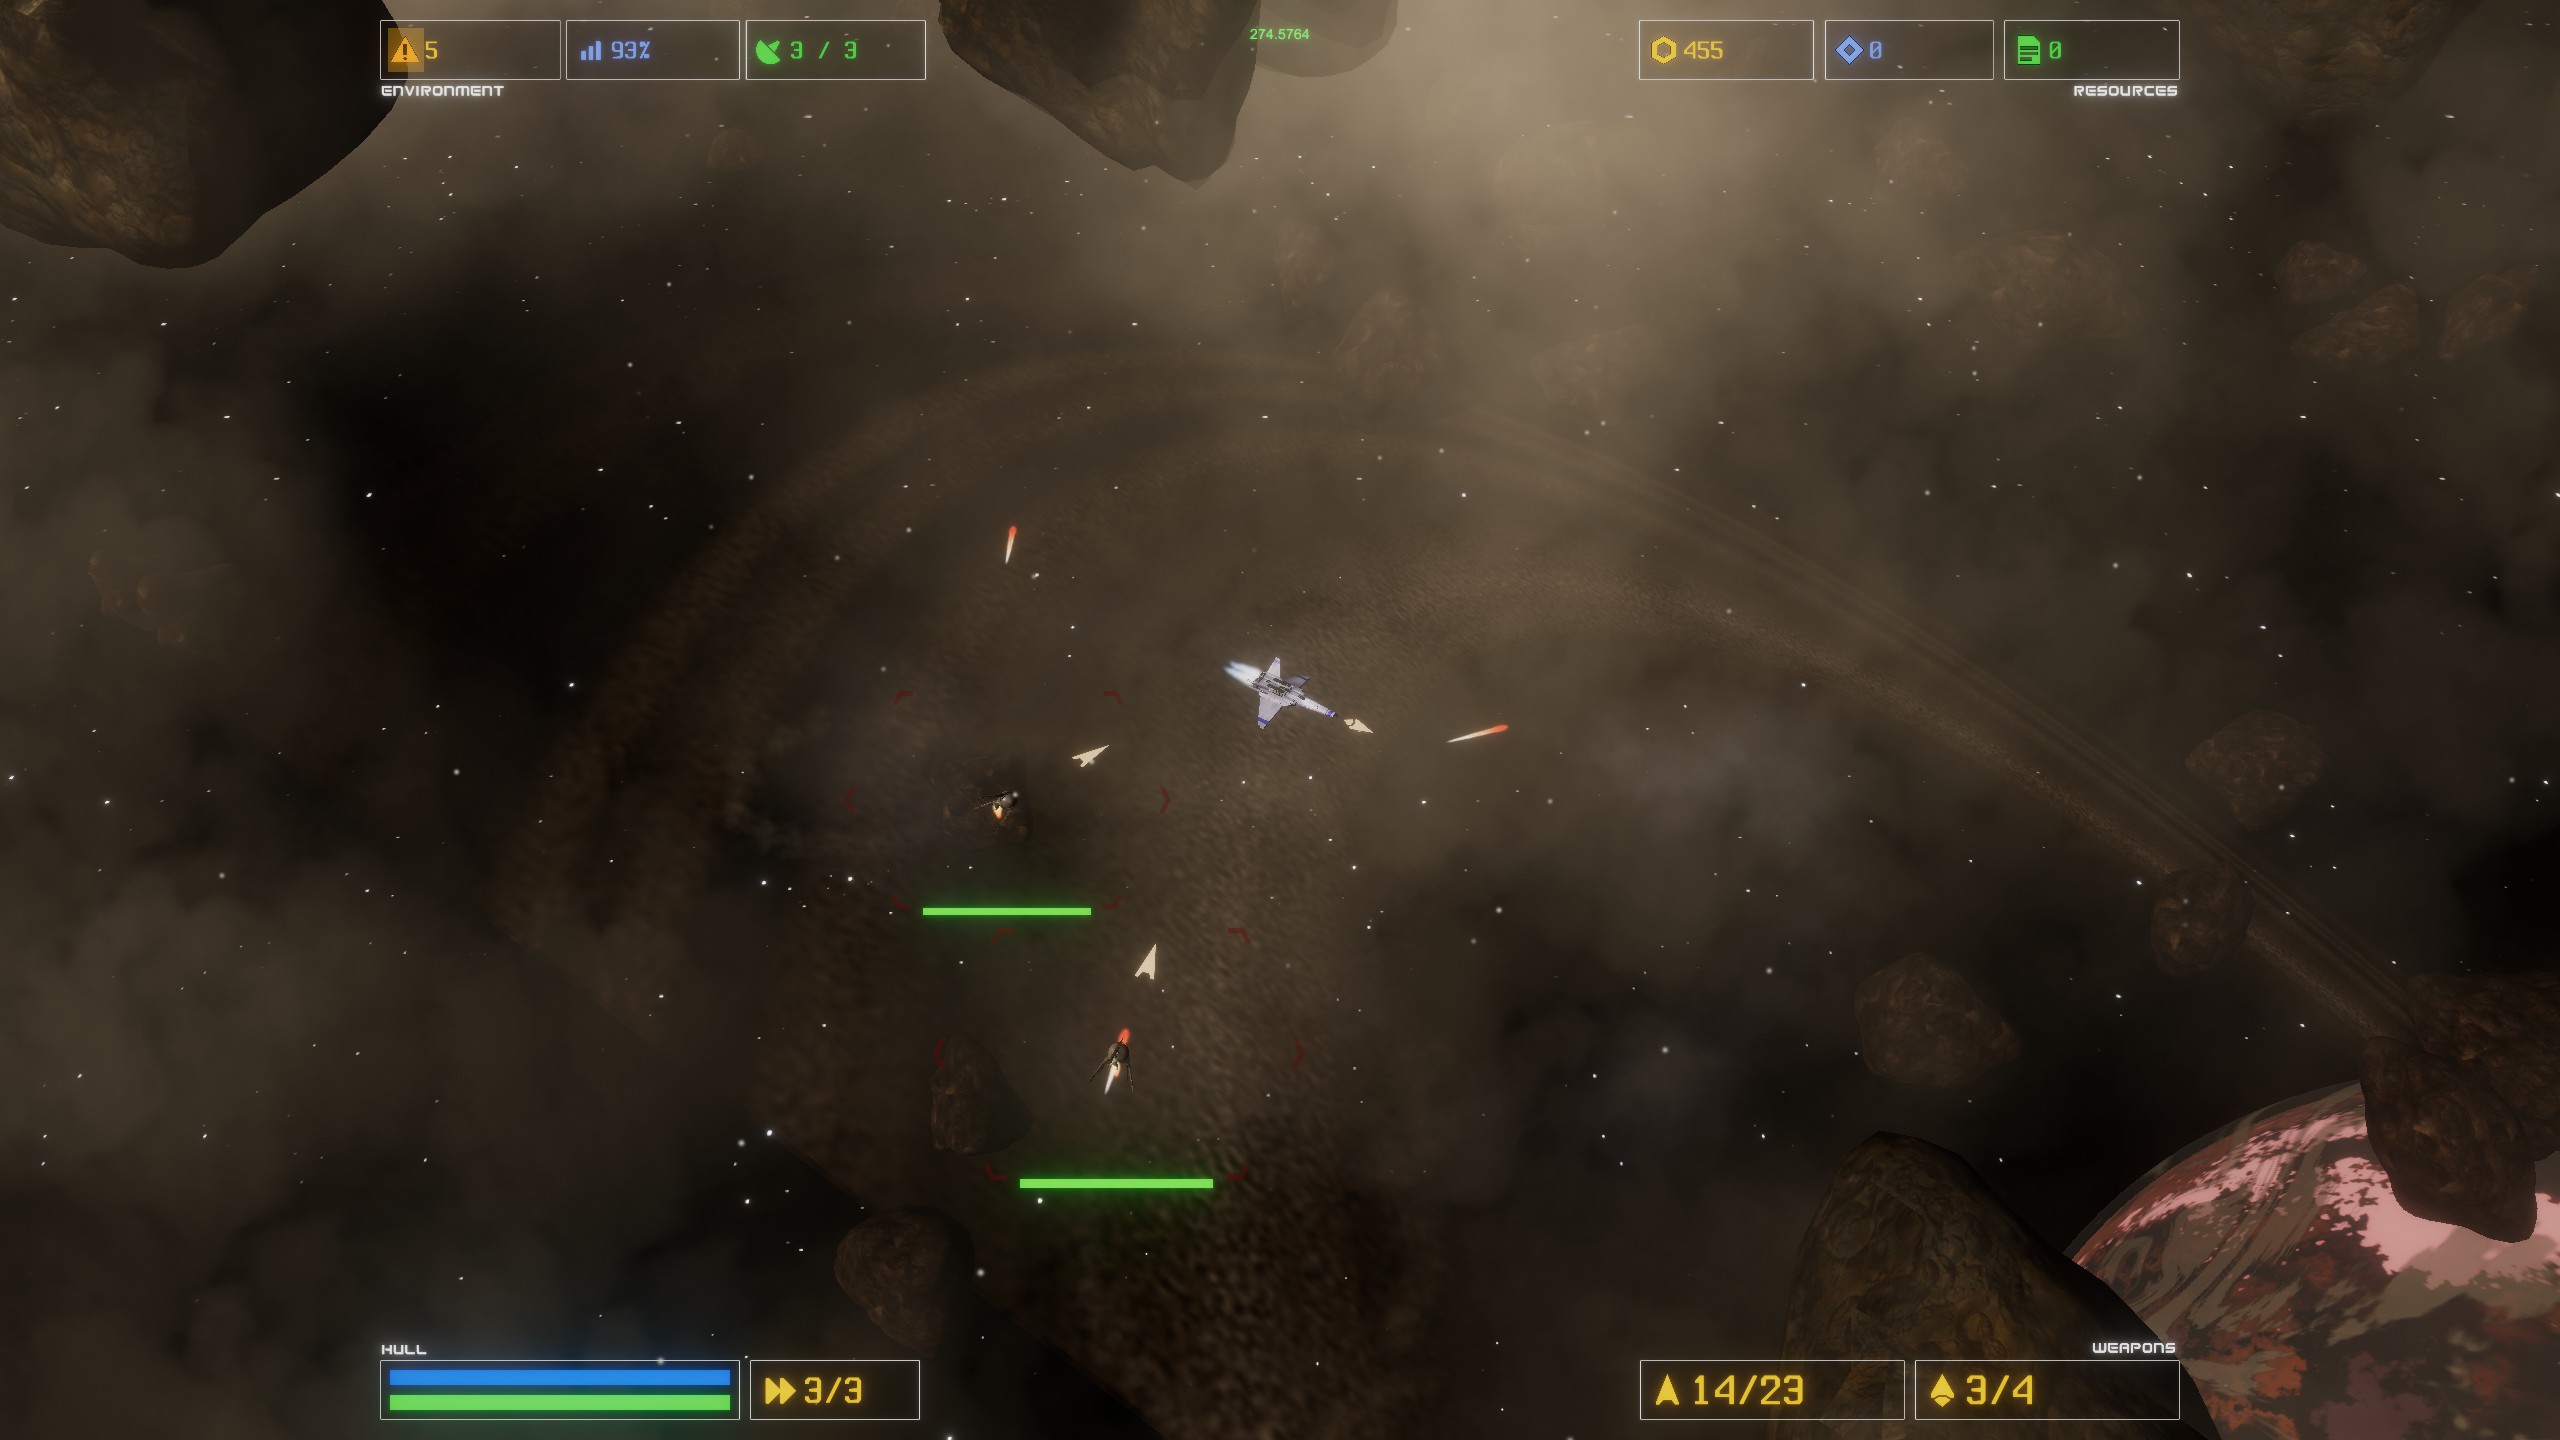 5 93% 3 / 3
ENVIRONMENT
274.5764
455 0 0
RESOURCES
HULL
3/3
WEAPONS
14/23 3/4